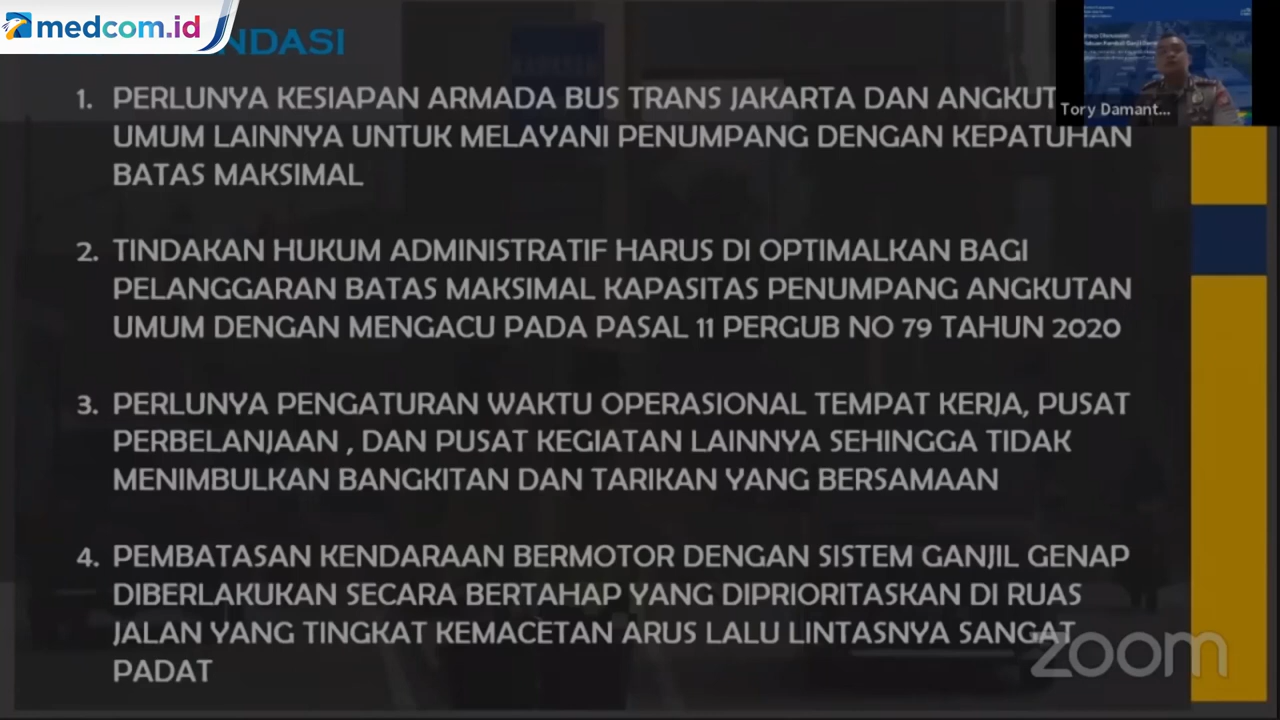 medcom.id
NDASI
Tory Damant...
1. PERLUNYA KESIAPAN ARMADA BUS TRANS JAKARTA DAN ANGKUT
UMUM LAINNYA UNTUK MELAYANI PENUMPANG DENGAN KEPATUHAN
BATAS MAKSIMAL
2. TINDAKAN HUKUM ADMINISTRATIF HARUS DI OPTIMALKAN BAGI
PELANGGARAN BATAS MAKSIMAL KAPASITAS PENUMPANG ANGKUTAN
UMUM DENGAN MENGACU PADA PASAL 11 PERGUB NO 79 TAHUN 2020
3. PERLUNYA PENGATURAN WAKTU OPERASIONAL TEMPAT KERJA, PUSAT
PERBELANJAAN , DAN PUSAT KEGIATAN LAINNYA SEHINGGA TIDAK
MENIMBULKAN BANGKITAN DAN TARIKAN YANG BERSAMAAN
4. PEMBATASAN KENDARAAN BERMOTOR DENGAN SISTEM GANJIL GENAP
DIBERLAKUKAN SECARA BERTAHAP YANG DIPRIORITASKAN DI RUAS
JALAN YANG TINGKAT KEMACETAN ARUS LALU LINTASNYA SANGAT
PADAT
zoom